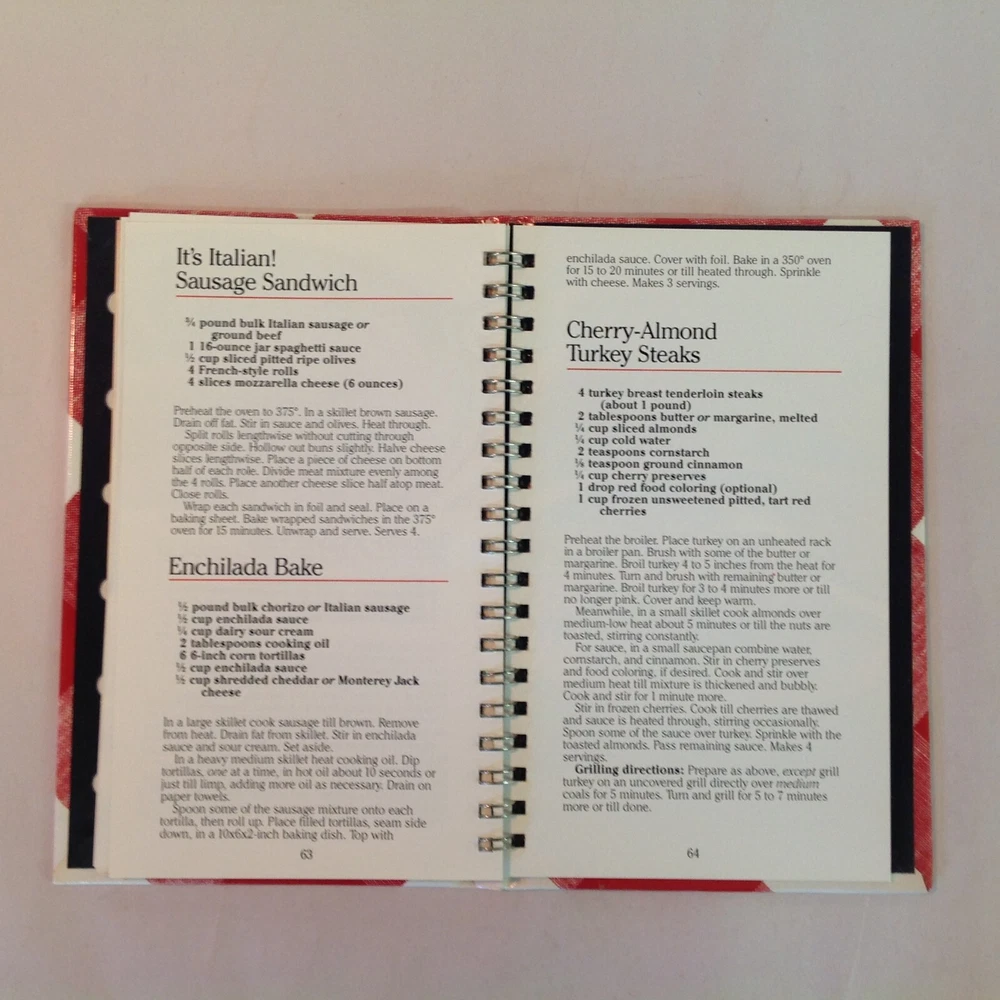 It's Italian!
Sausage Sandwich
¾ pound bulk Italian sausage or
ground beef
1 16-ounce jar spaghetti sauce
½ cup sliced pitted ripe olives
4 French-style rolls
4 slices mozzarella cheese (6 ounces)
Preheat the oven to 375°. In a skillet brown sausage.
Drain off fat. Stir in sauce and olives. Heat through.
Split rolls lengthwise without cutting through
opposite side. Hollow out buns slightly. Halve cheese
slices lengthwise. Place a piece of cheese on bottom
half of each role. Divide meat mixture evenly among
the 4 rolls. Place another cheese slice half atop meat.
Close rolls.
Wrap each sandwich in foil and seal. Place on a
baking sheet. Bake wrapped sandwiches in the 375°
oven for 15 minutes. Unwrap and serve. Serves 4.
Enchilada Bake
½ pound bulk chorizo or Italian sausage
½ cup enchilada sauce
¼ cup dairy sour cream
2 tablespoons cooking oil
6 6-inch corn tortillas
½ cup enchilada sauce
½ cup shredded cheddar or Monterey Jack
cheese
In a large skillet cook sausage till brown. Remove
from heat. Drain fat from skillet. Stir in enchilada
sauce and sour cream. Set aside.
In a heavy medium skillet heat cooking oil. Dip
tortillas, one at a time, in hot oil about 10 seconds or
just till limp, adding more oil as necessary. Drain on
paper towels.
Spoon some of the sausage mixture onto each
tortilla, then roll up. Place filled tortillas, seam side
down, in a 10x6x2-inch baking dish. Top with
63
enchilada sauce. Cover with foil. Bake in a 350° oven
for 15 to 20 minutes or till heated through. Sprinkle
with cheese. Makes 3 servings.
Cherry-Almond
Turkey Steaks
4 turkey breast tenderloin steaks
(about 1 pound)
2 tablespoons butter or margarine, melted
¼ cup sliced almonds
¼ cup cold water
2 teaspoons cornstarch
⅛ teaspoon ground cinnamon
¼ cup cherry preserves
1 drop red food coloring (optional)
1 cup frozen unsweetened pitted, tart red
cherries
Preheat the broiler. Place turkey on an unheated rack
in a broiler pan. Brush with some of the butter or
margarine. Broil turkey 4 to 5 inches from the heat for
4 minutes. Turn and brush with remaining butter or
margarine. Broil turkey for 3 to 4 minutes more or till
no longer pink. Cover and keep warm.
Meanwhile, in a small skillet cook almonds over
medium-low heat about 5 minutes or till the nuts are
toasted, stirring constantly.
For sauce, in a small saucepan combine water,
cornstarch, and cinnamon. Stir in cherry preserves
and food coloring, if desired. Cook and stir over
medium heat till mixture is thickened and bubbly.
Cook and stir for 1 minute more.
Stir in frozen cherries. Cook till cherries are thawed
and sauce is heated through, stirring occasionally.
Spoon some of the sauce over turkey. Sprinkle with the
toasted almonds. Pass remaining sauce. Makes 4
servings.
Grilling directions: Prepare as above, except grill
turkey on an uncovered grill directly over medium
coals for 5 minutes. Turn and grill for 5 to 7 minutes
more or till done.
64